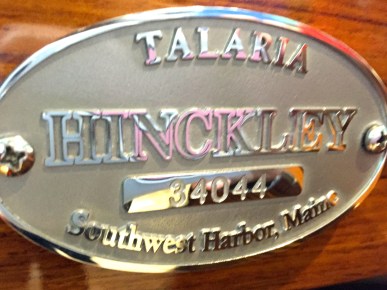 TALARIA
HINCKLEY
34044
Southwest Harbor, Maine